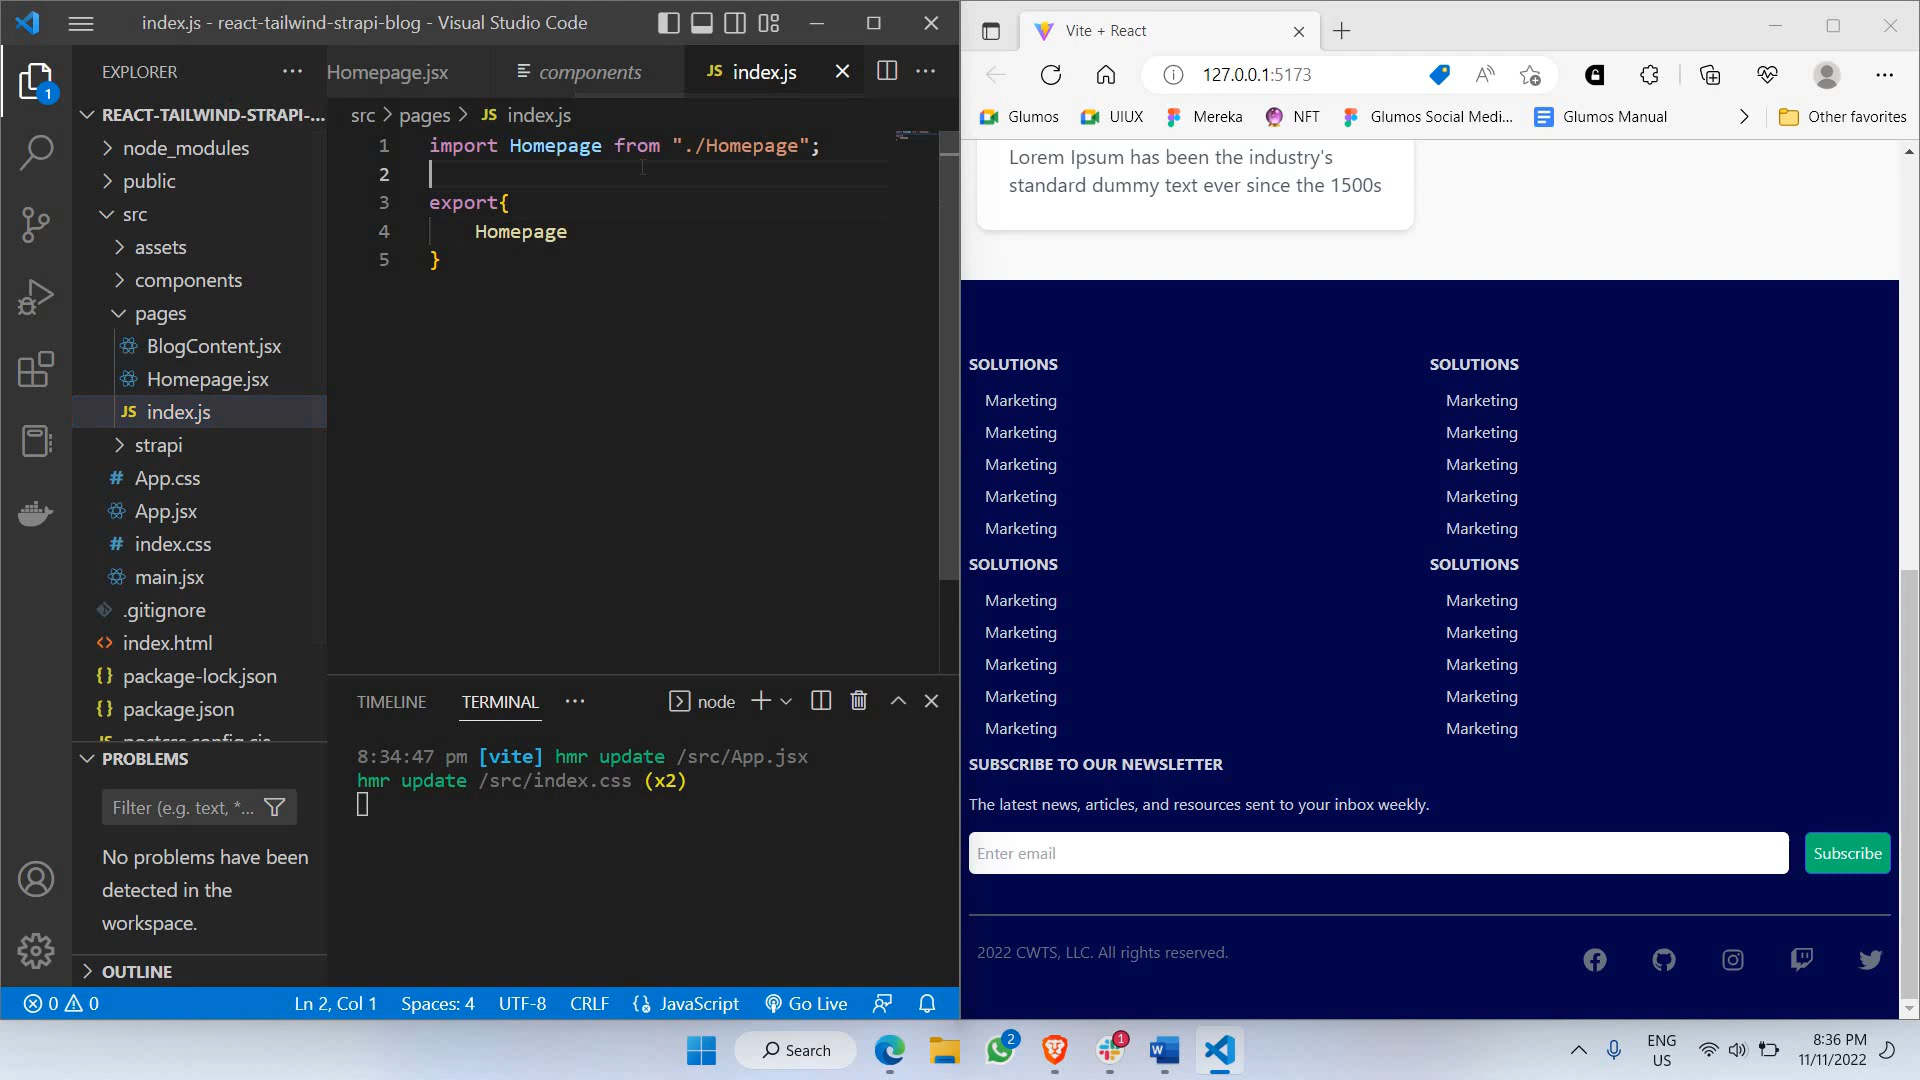 index.js - react-tailwind-strapi-blog - Visual Studio Code
EXPLORER
1
Homepage.jsx
components
JS index.js
REACT-TAILWIND-STRAPI-...
node_modules
public
src
assets
components
pages
BlogContent.jsx
Homepage.jsx
JS index.js
strapi
# App.css
App.jsx
# index.css
main.jsx
.gitignore
<> index.html
{} package-lock.json
{} package.json
JS postcss.config.cjs
PROBLEMS
Filter (e.g. text, *...
No problems have been
detected in the
workspace.
OUTLINE
src > pages > JS index.js
1 import Homepage from "./Homepage";
2
3 export{
4 Homepage
5 }
TIMELINE TERMINAL ... node
8:34:47 pm [vite] hmr update /src/App.jsx
hmr update /src/index.css (x2)
0 0 Ln 2, Col 1 Spaces: 4 UTF-8 CRLF {} JavaScript Go Live
Vite + React
127.0.0.1:5173
Glumos UIUX Mereka NFT Glumos Social Medi... Glumos Manual Other favorites
Lorem Ipsum has been the industry's
standard dummy text ever since the 1500s
SOLUTIONS SOLUTIONS
Marketing Marketing
Marketing Marketing
Marketing Marketing
Marketing Marketing
Marketing Marketing
SOLUTIONS SOLUTIONS
Marketing Marketing
Marketing Marketing
Marketing Marketing
Marketing Marketing
Marketing Marketing
SUBSCRIBE TO OUR NEWSLETTER
The latest news, articles, and resources sent to your inbox weekly.
Enter email Subscribe
2022 CWTS, LLC. All rights reserved.
Search 2 1
ENG
US
8:36 PM
11/11/2022